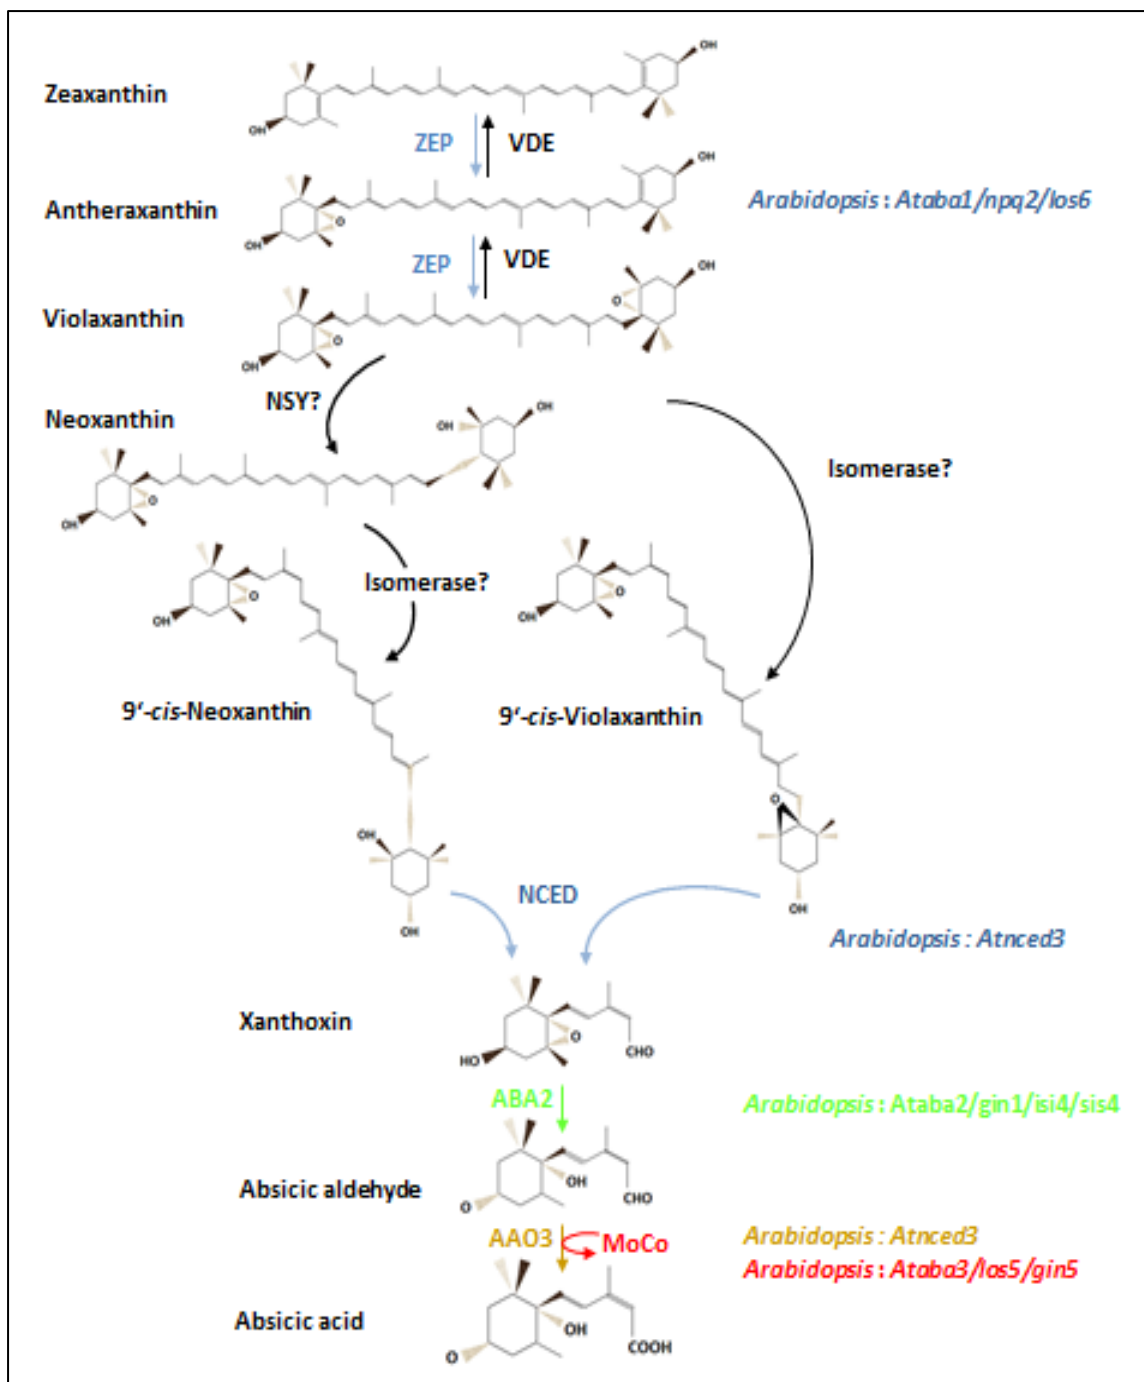 OH
Zeaxanthin
OH
ZEP VDE
OH
Antheraxanthin
Arabidopsis : Ataba1/npq2/los6
O
OH
ZEP VDE
OH
O
Violaxanthin
O
OH
NSY?
Neoxanthin
OH
OH
Isomerase?
O
OH
Isomerase?
O
OH
O
OH
9‘-cis-Neoxanthin
9‘-cis-Violaxanthin
O
OH
NCED
OH
OH
Arabidopsis : Atnced3
Xanthoxin
O
HO
CHO
ABA2
Arabidopsis : Ataba2/gin1/isi4/sis4
Absicic aldehyde
OH
CHO
O
AAO3 MoCo
Arabidopsis : Atnced3
Arabidopsis : Ataba3/los5/gin5
Absicic acid
OH
COOH
O